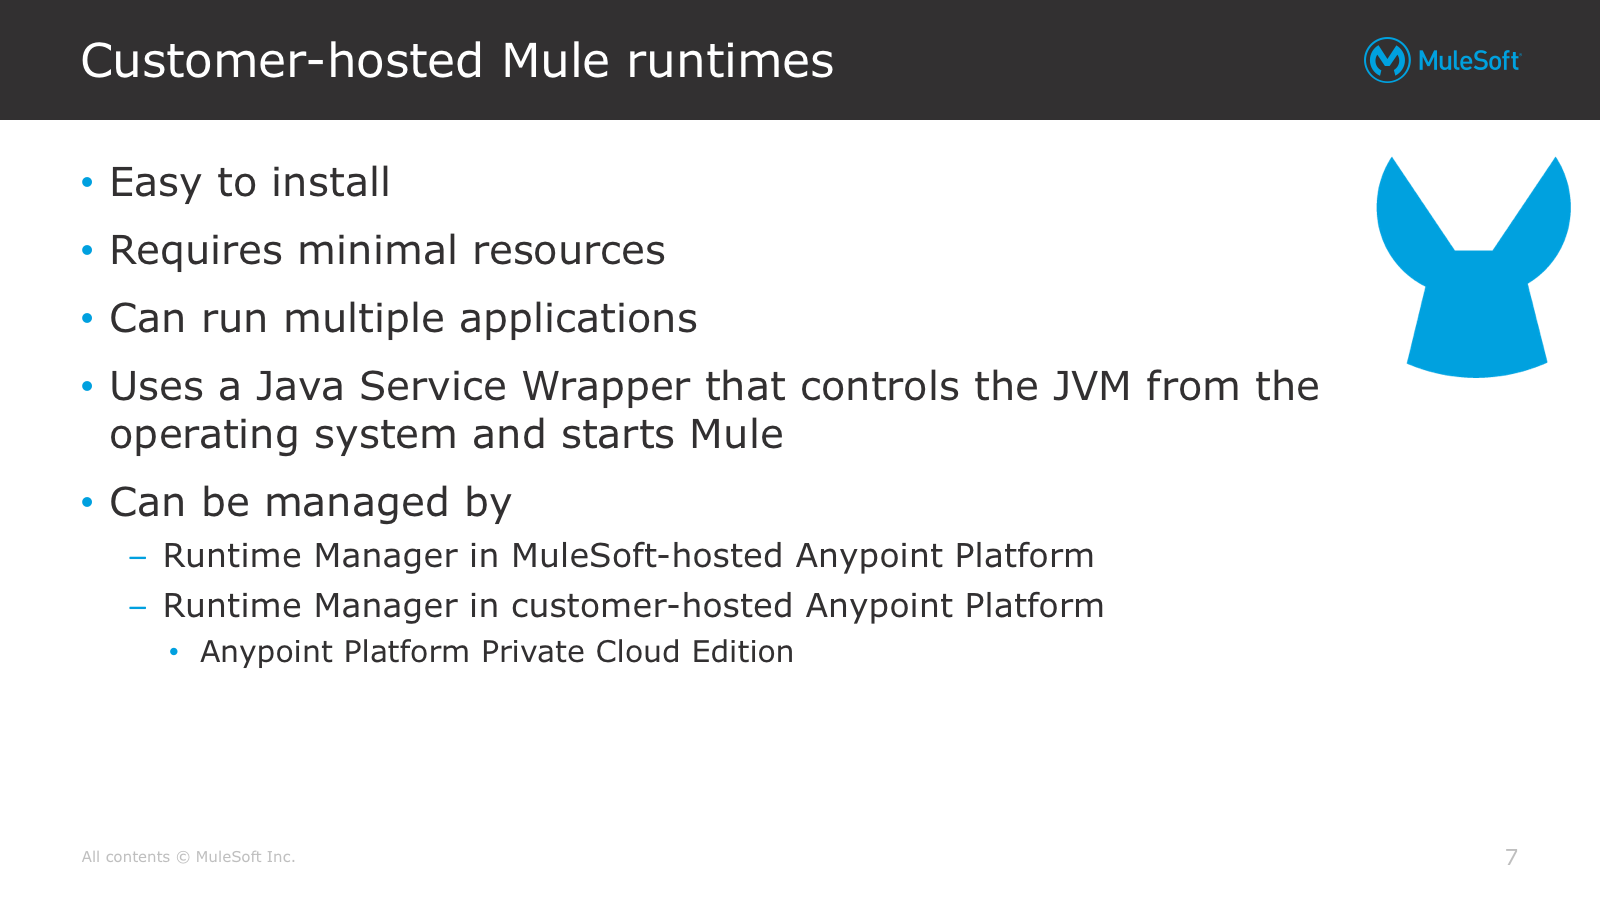 Customer-hosted Mule runtimes
MuleSoft
• Easy to install
• Requires minimal resources
• Can run multiple applications
• Uses a Java Service Wrapper that controls the JVM from the
operating system and starts Mule
• Can be managed by
– Runtime Manager in MuleSoft-hosted Anypoint Platform
– Runtime Manager in customer-hosted Anypoint Platform
• Anypoint Platform Private Cloud Edition
All contents © MuleSoft Inc.
7